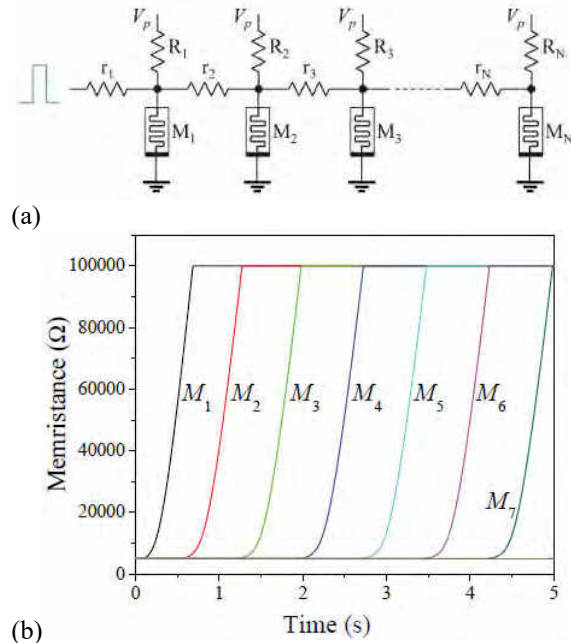 V_p V_p V_p V_p
R_1 R_2 R_3 R_N
r_1 r_2 r_3 r_N
M_1 M_2 M_3 M_N
(a)
100000
80000
60000
40000
20000
0
Memristance (Ω)
M_1 M_2 M_3 M_4 M_5 M_6
M_7
0 1 2 3 4 5
Time (s)
(b)